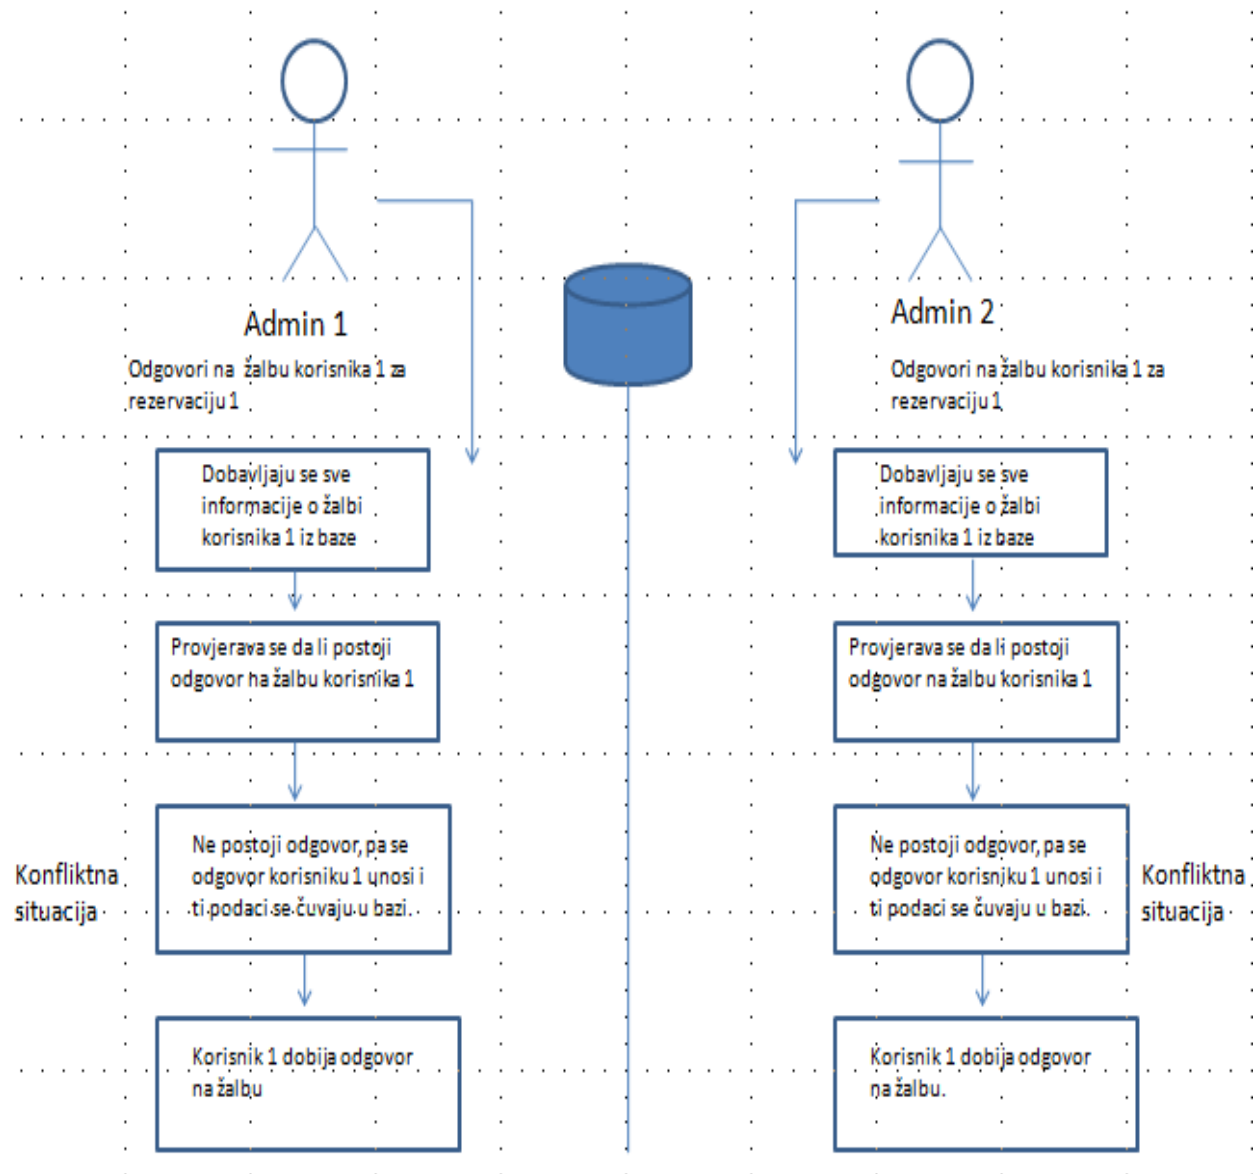 Admin 1
Odgovori na žalbu korisnika 1 za
rezervaciju 1
Dobavljaju se sve
informacije o žalbi
korisnika 1 iz baze
Provjerava se da li postoji
odgovor na žalbu korisnika 1
Konfliktna
situacija
Ne postoji odgovor, pa se
odgovor korisniku 1 unosi i
ti podaci se čuvaju u bazi.
Korisnik 1 dobija odgovor
na žalbu
Admin 2
Odgovori na žalbu korisnika 1 za
rezervaciju 1
Dobavljaju se sve
informacije o žalbi
korisnika 1 iz baze
Provjerava se da li postoji
odgovor na žalbu korisnika 1
Ne postoji odgovor, pa se
odgovor korisniku 1 unosi i
ti podaci se čuvaju u bazi.
Konfliktna
situacija
Korisnik 1 dobija odgovor
na žalbu.